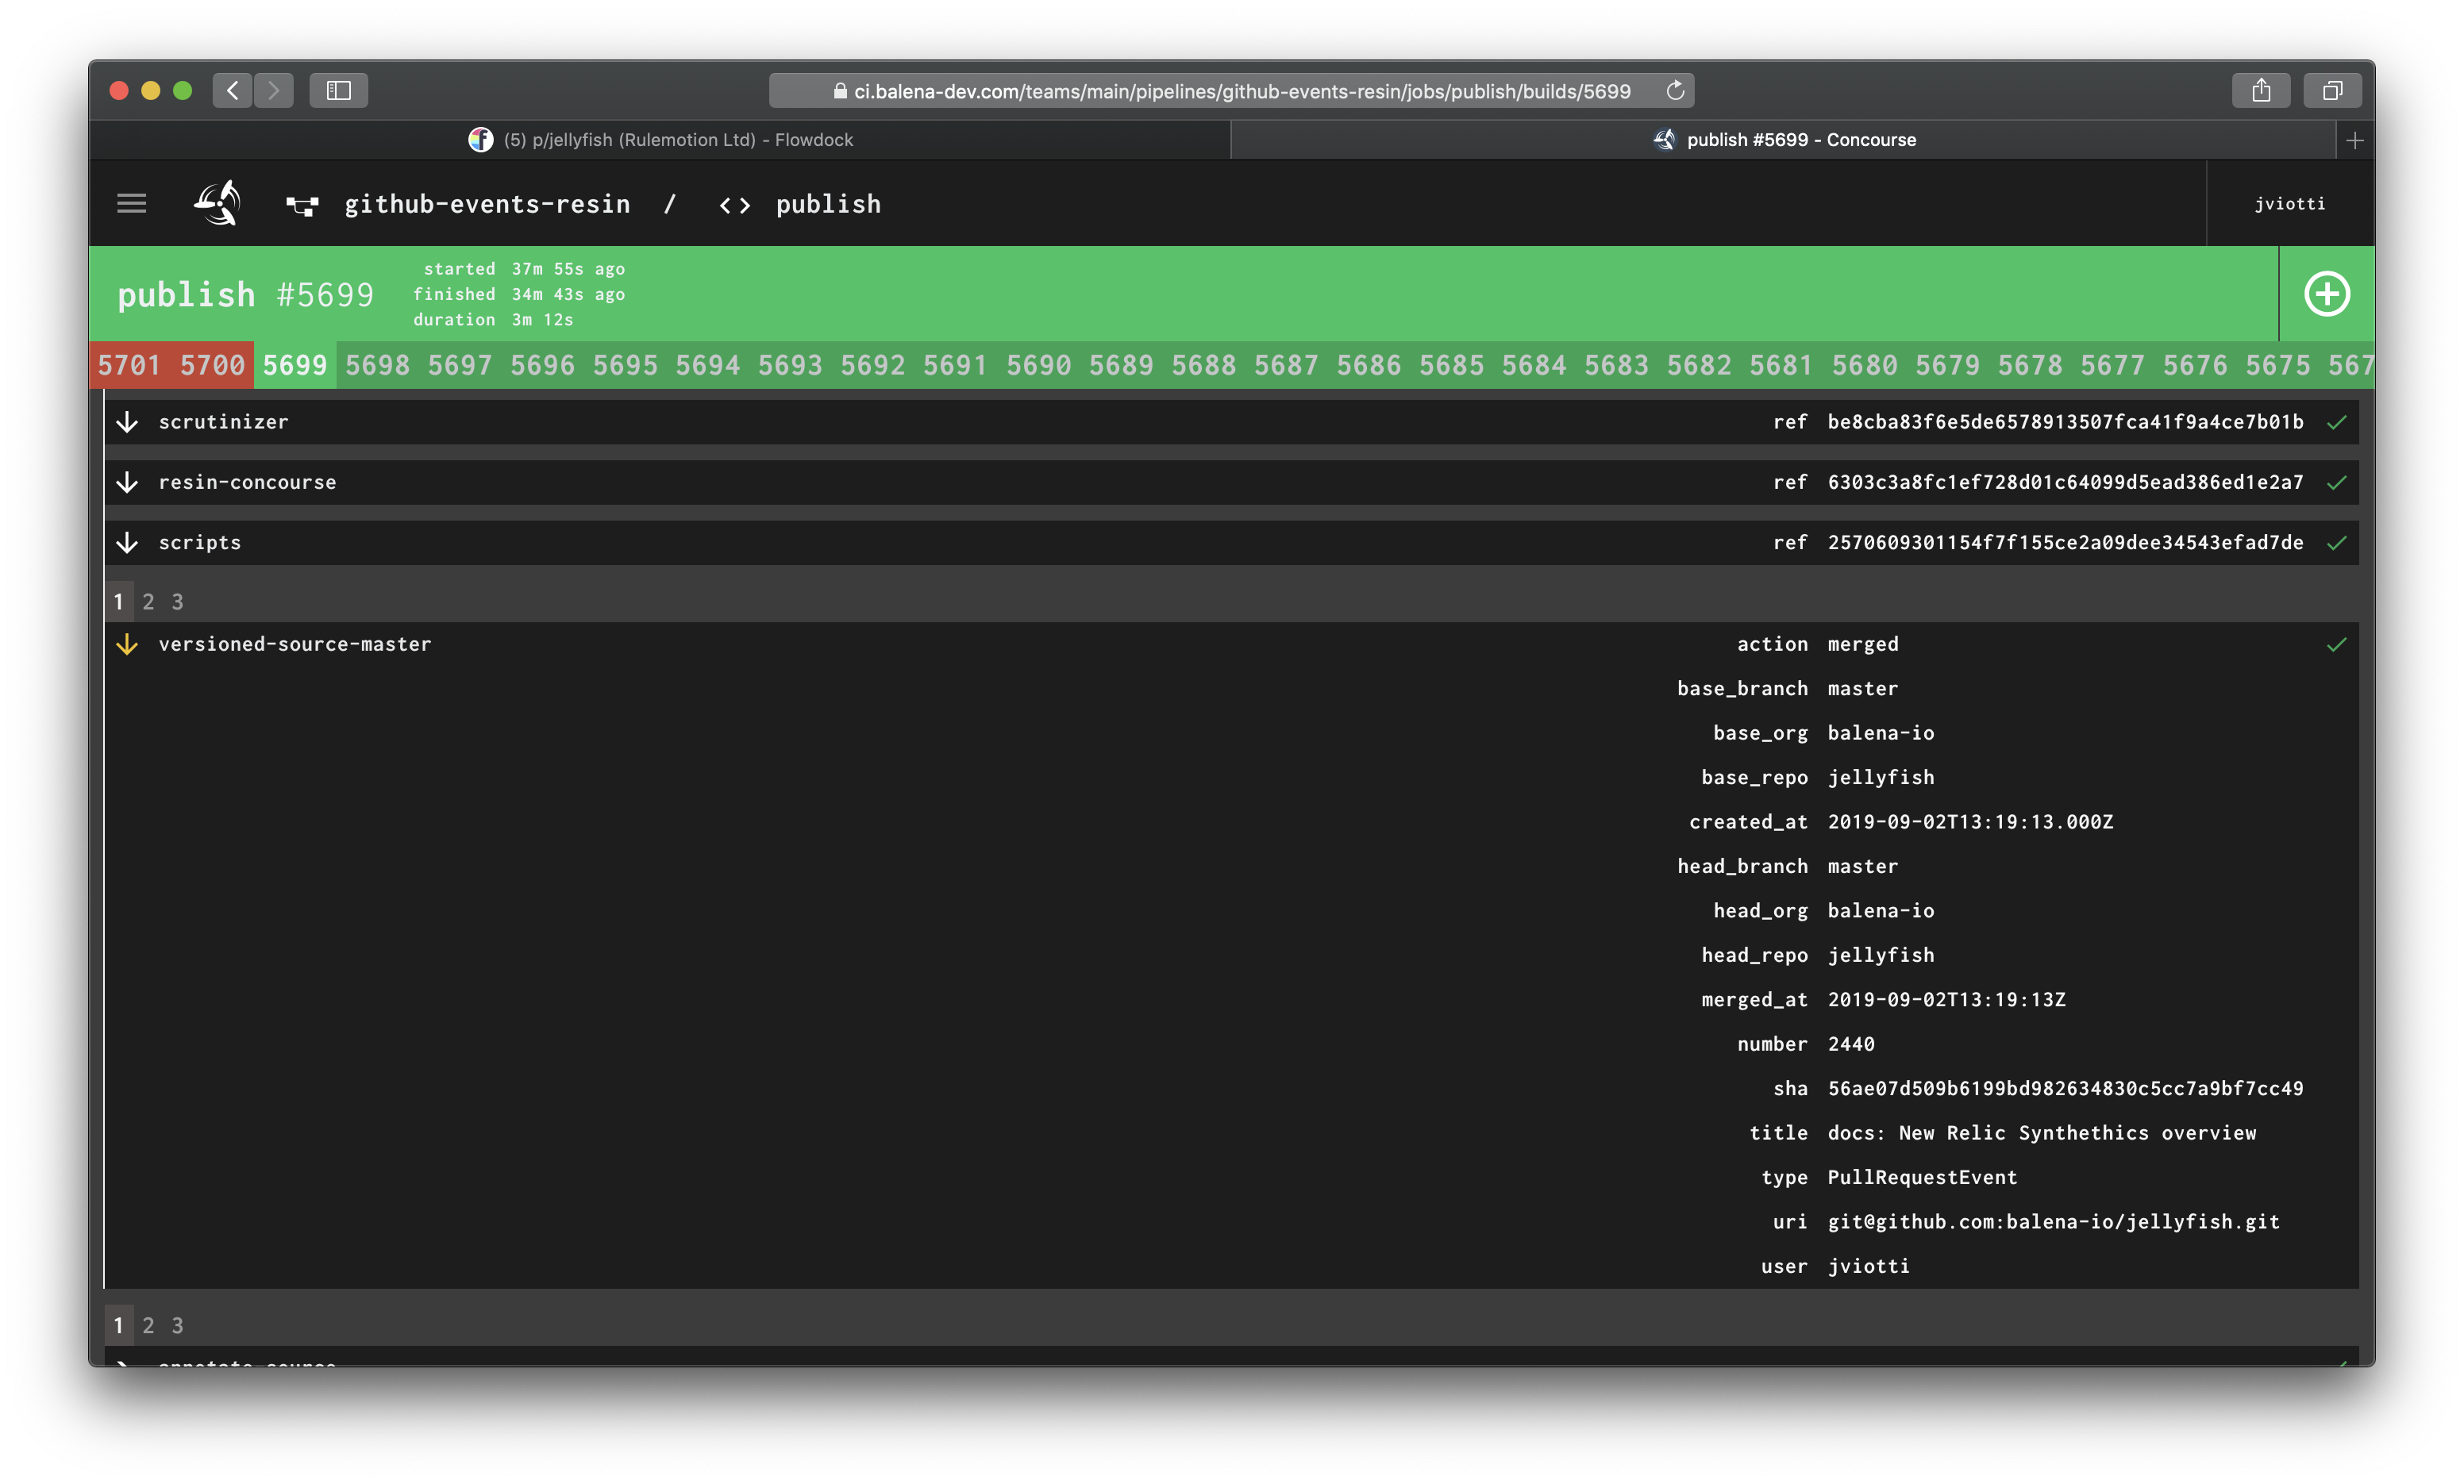 ci.balena-dev.com/teams/main/pipelines/github-events-resin/jobs/publish/builds/5699
(5) p/jellyfish (Rulemotion Ltd) - Flowdock
publish #5699 - Concourse
github-events-resin / <> publish
jviotti
publish #5699
started 37m 55s ago
finished 34m 43s ago
duration 3m 12s
5701 5700 5699 5698 5697 5696 5695 5694 5693 5692 5691 5690 5689 5688 5687 5686 5685 5684 5683 5682 5681 5680 5679 5678 5677 5676 5675 567
scrutinizer ref be8cba83f6e5de6578913507fca41f9a4ce7b01b
resin-concourse ref 6303c3a8fc1ef728d01c64099d5ead386ed1e2a7
scripts ref 2570609301154f7f155ce2a09dee34543efad7de
1 2 3
versioned-source-master action merged
base_branch master
base_org balena-io
base_repo jellyfish
created_at 2019-09-02T13:19:13.000Z
head_branch master
head_org balena-io
head_repo jellyfish
merged_at 2019-09-02T13:19:13Z
number 2440
sha 56ae07d509b6199bd982634830c5cc7a9bf7cc49
title docs: New Relic Synthethics overview
type PullRequestEvent
uri git@github.com:balena-io/jellyfish.git
user jviotti
1 2 3